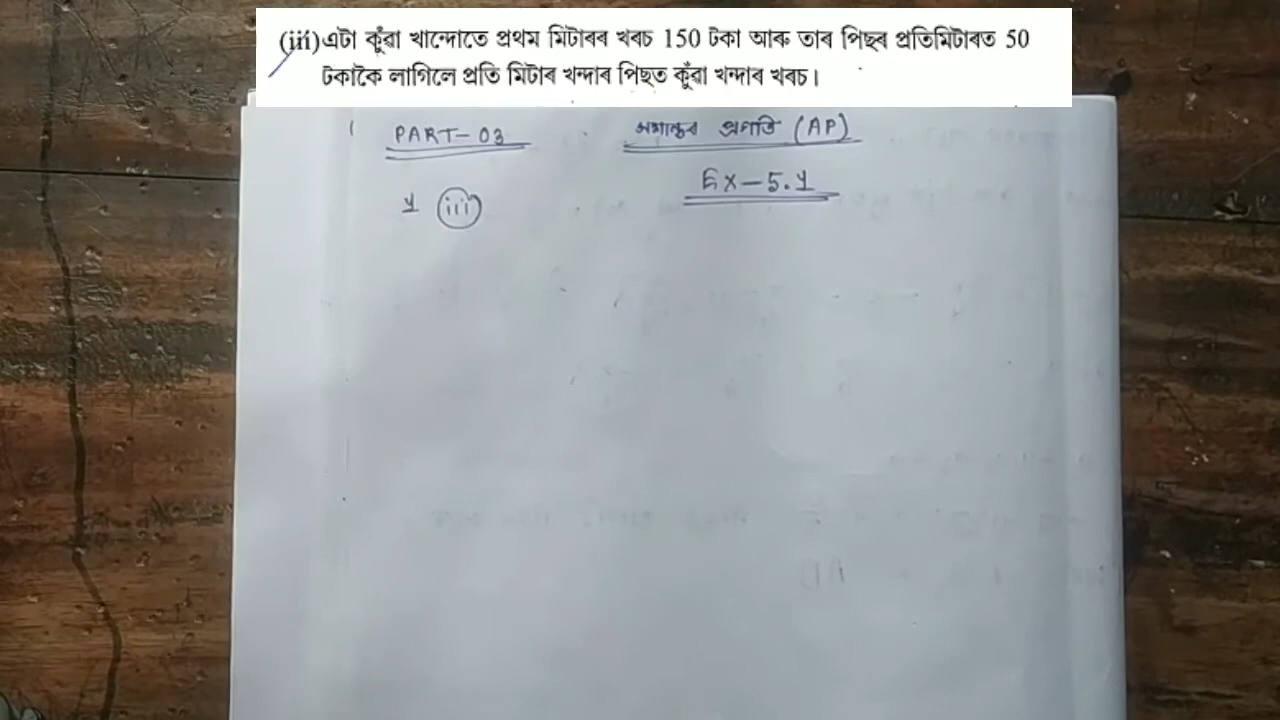 (iii) এটা কুঁৱা খান্দোতে প্ৰথম মিটাৰৰ খৰচ 150 টকা আৰু তাৰ পিছৰ প্ৰতিমিটাৰত 50
টকাকৈ লাগিলে প্ৰতি মিটাৰ খন্দাৰ পিছত কুঁৱা খন্দাৰ খৰচ।
PART-03 সমান্তৰ প্ৰগতি (AP)
Ex-5.1
1 (iii)